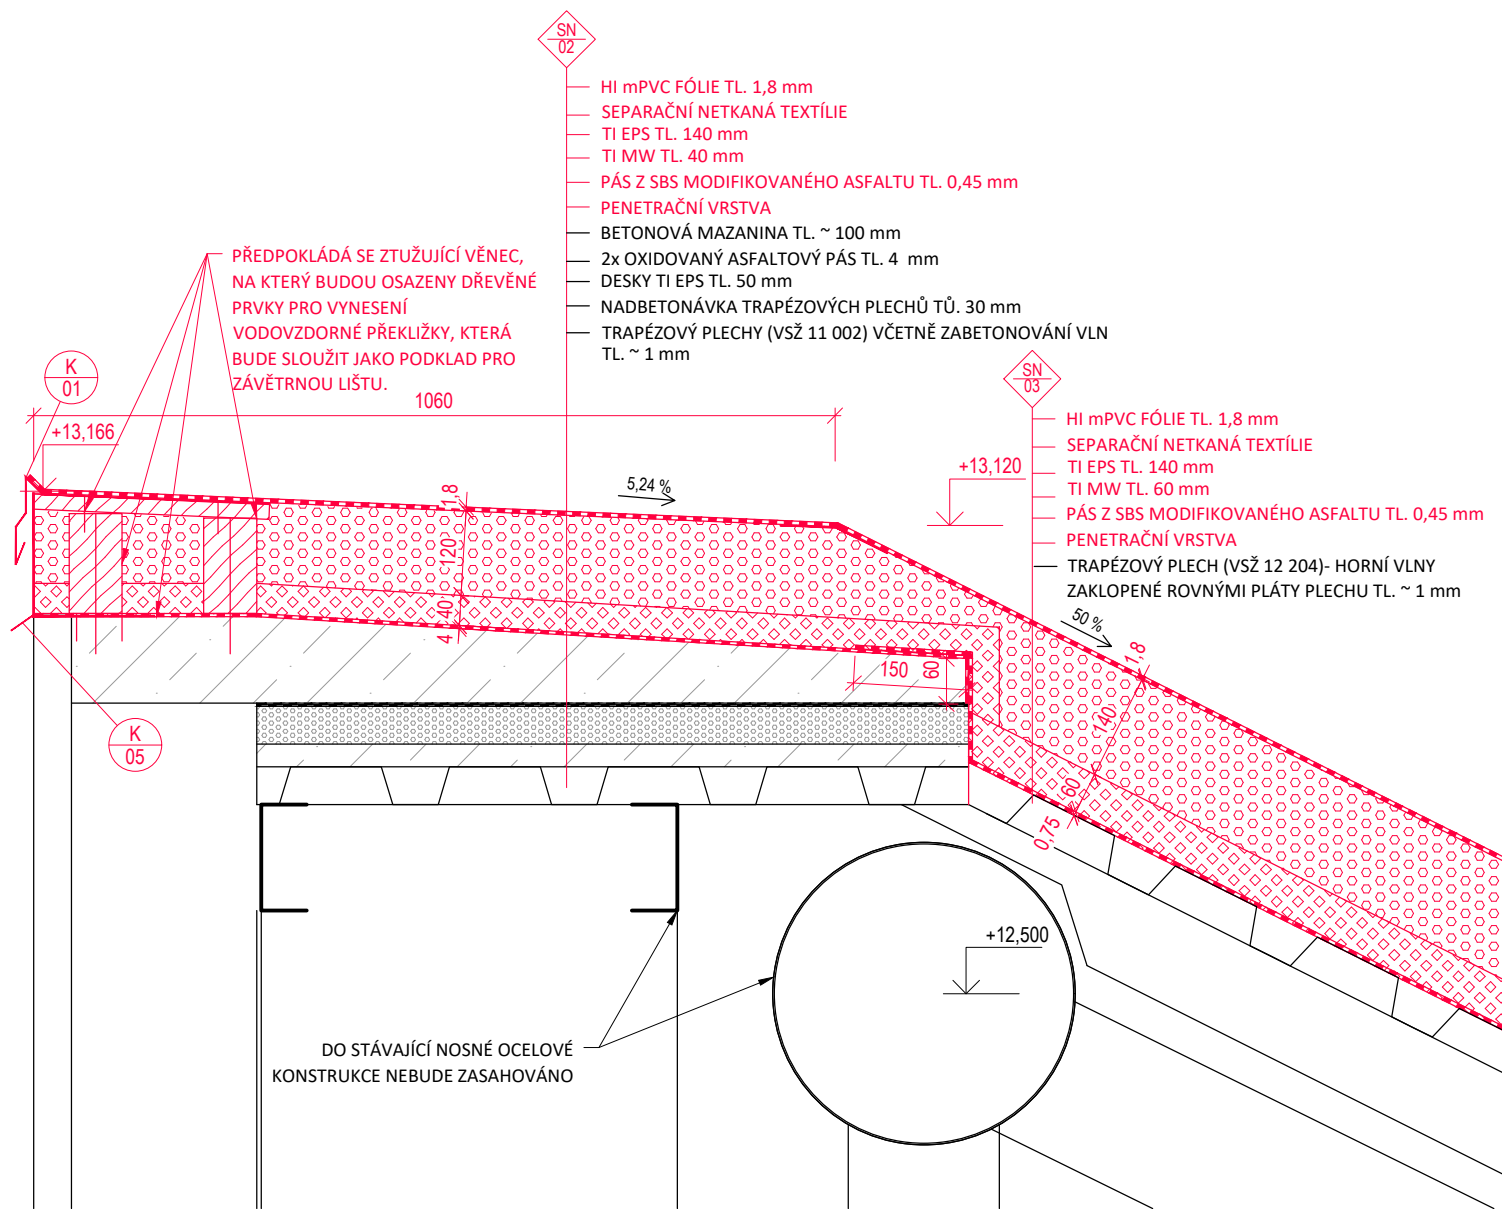 SN
02
HI mPVC FÓLIE TL. 1,8 mm
SEPARAČNÍ NETKANÁ TEXTÍLIE
TI EPS TL. 140 mm
TI MW TL. 40 mm
PÁS Z SBS MODIFIKOVANÉHO ASFALTU TL. 0,45 mm
PENETRAČNÍ VRSTVA
BETONOVÁ MAZANINA TL. ~ 100 mm
2x OXIDOVANÝ ASFALTOVÝ PÁS TL. 4 mm
DESKY TI EPS TL. 50 mm
NADBETONÁVKA TRAPÉZOVÝCH PLECHŮ TŮ. 30 mm
TRAPÉZOVÝ PLECHY (VSŽ 11 002) VČETNĚ ZABETONOVÁNÍ VLN
TL. ~ 1 mm
PŘEDPOKLÁDÁ SE ZTUŽUJÍCÍ VĚNEC,
NA KTERÝ BUDOU OSAZENY DŘEVĚNÉ
PRVKY PRO VYNESENÍ
VODOVZDORNÉ PŘEKLIŽKY, KTERÁ
BUDE SLOUŽIT JAKO PODKLAD PRO
ZÁVĚTRNOU LIŠTU.
K
01
1060
+13,166
SN
03
HI mPVC FÓLIE TL. 1,8 mm
SEPARAČNÍ NETKANÁ TEXTÍLIE
TI EPS TL. 140 mm
TI MW TL. 60 mm
PÁS Z SBS MODIFIKOVANÉHO ASFALTU TL. 0,45 mm
PENETRAČNÍ VRSTVA
TRAPÉZOVÝ PLECH (VSŽ 12 204)- HORNÍ VLNY
ZAKLOPENÉ ROVNÝMI PLÁTY PLECHU TL. ~ 1 mm
+13,120
5,24 %
1,8
120
40
4
50 %
1,8
140
60
0,75
150
60
K
05
+12,500
DO STÁVAJÍCÍ NOSNÉ OCELOVÉ
KONSTRUKCE NEBUDE ZASAHOVÁNO